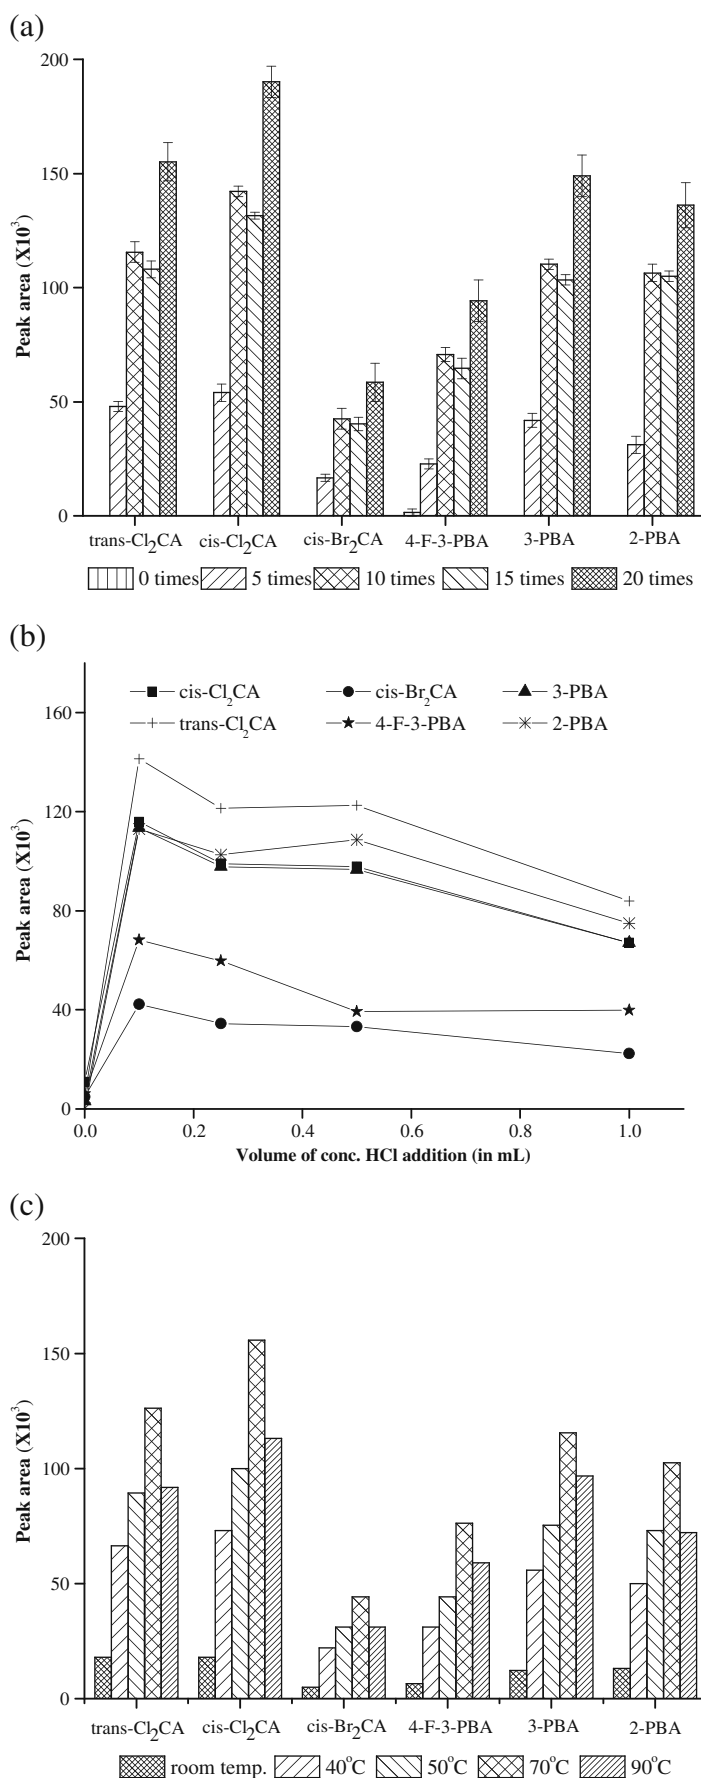 (a)
200
150
100
50
0
Peak area (X10³)
trans-Cl₂CA cis-Cl₂CA cis-Br₂CA 4-F-3-PBA 3-PBA 2-PBA
0 times 5 times 10 times 15 times 20 times
(b)
160
120
80
40
0
Peak area (X10³)
cis-Cl₂CA cis-Br₂CA 3-PBA
trans-Cl₂CA 4-F-3-PBA 2-PBA
0.0 0.2 0.4 0.6 0.8 1.0
Volume of conc. HCl addition (in mL)
(c)
200
150
100
50
0
Peak area (X10³)
trans-Cl₂CA cis-Cl₂CA cis-Br₂CA 4-F-3-PBA 3-PBA 2-PBA
room temp. 40°C 50°C 70°C 90°C